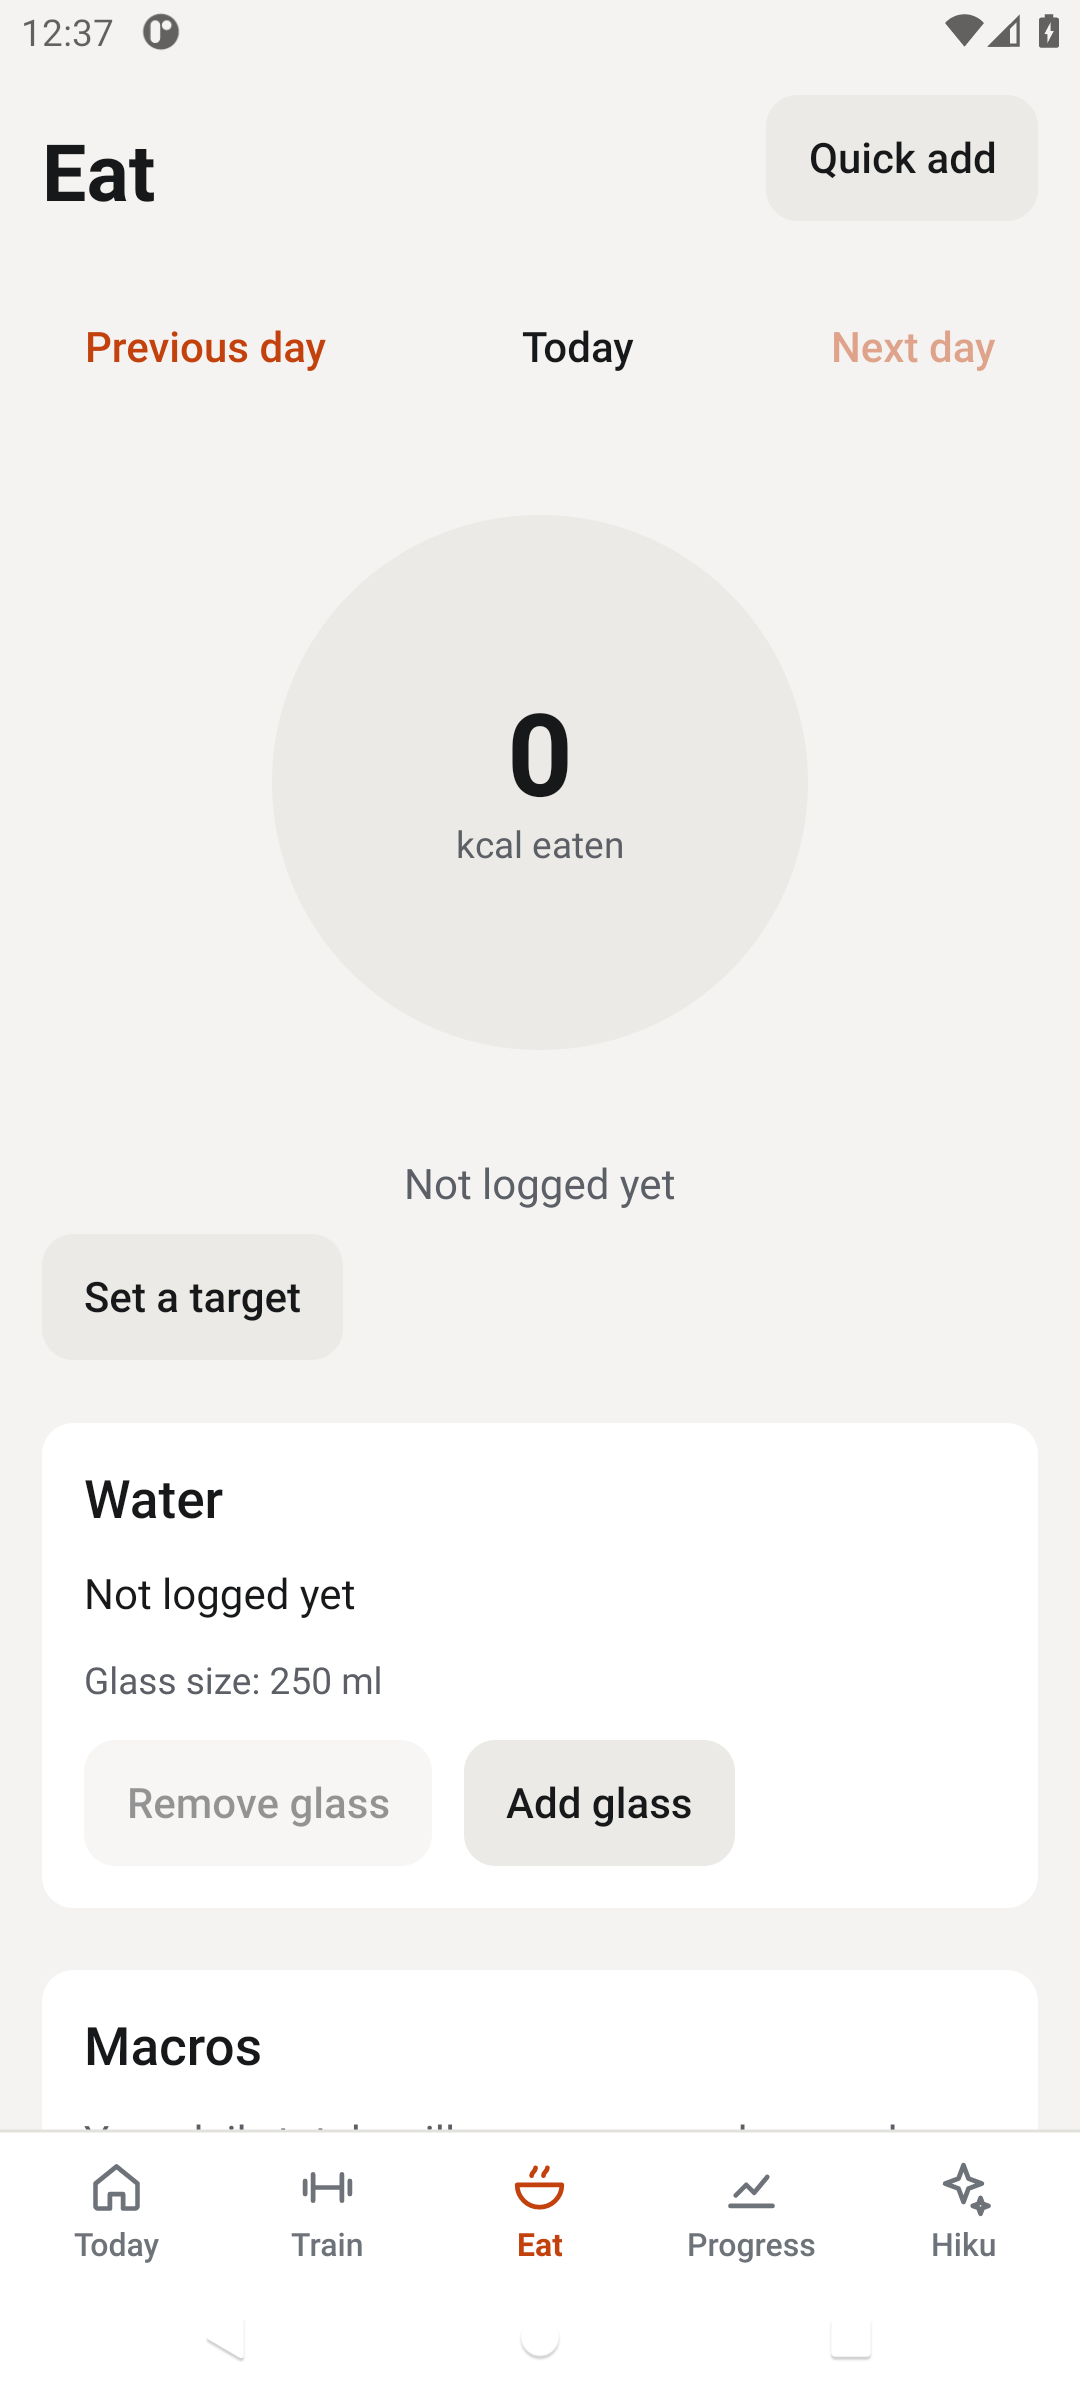 12:37
Eat
Quick add
Previous day
Today
Next day
0
kcal eaten
Not logged yet
Set a target
Water
Not logged yet
Glass size: 250 ml
Remove glass
Add glass
Macros
Today
Train
Eat
Progress
Hiku